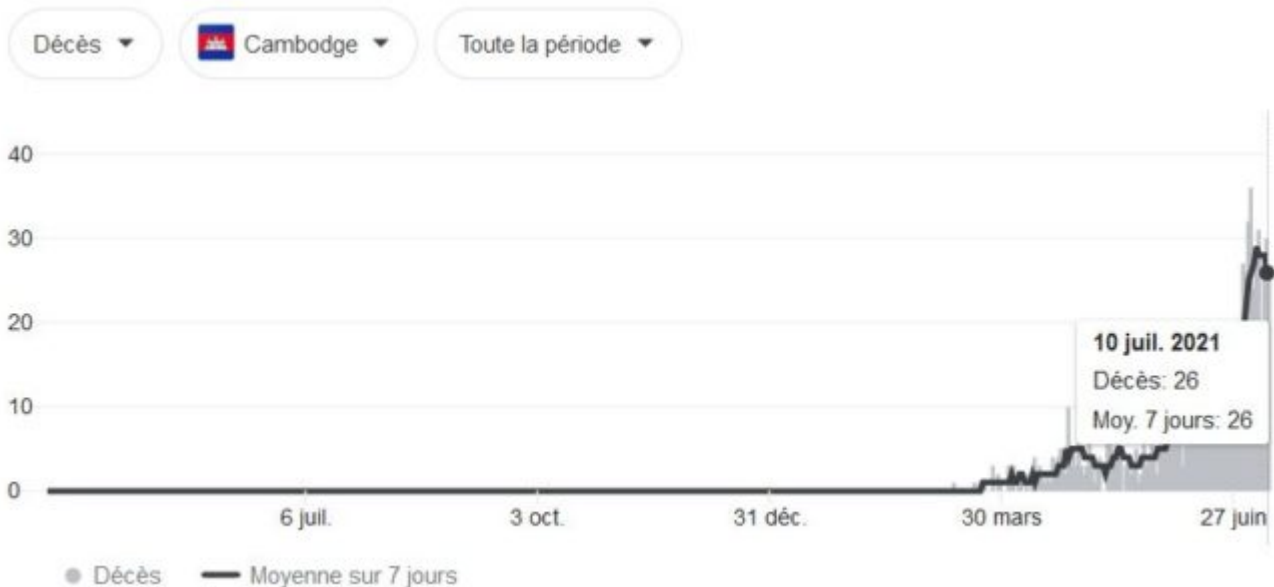 Décès Cambodge Toute la période
40
30
20
10
0
10 juil. 2021
Décès: 26
Moy. 7 jours: 26
6 juil. 3 oct. 31 déc. 30 mars 27 juin
Décès Moyenne sur 7 jours